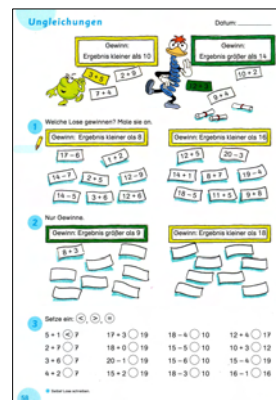 Ungleichungen
Datum:
Gewinn:
Ergebnis kleiner als 10
Gewinn:
Ergebnis größer als 14
3 + 5
2 + 9
7 + 4
10 + 2
9 + 4
1 Welche Lose gewinnen? Male sie an.
Gewinn: Ergebnis kleiner als 8
Gewinn: Ergebnis kleiner als 16
17 – 6
1 + 2
12 + 5
20 – 3
14 – 7
2 + 5
12 – 9
14 + 1
8 + 7
19 – 4
14 – 5
3 + 6
12 + 6
18 – 5
11 + 5
9 + 8
2 Nur Gewinne.
Gewinn: Ergebnis größer als 9
Gewinn: Ergebnis kleiner als 18
8 + 3
3 Setze ein: < , > , =
5 + 1 < 7
17 + 3 19
18 – 4 10
12 + 4 17
2 + 7 7
18 + 0 19
15 – 5 10
10 + 3 12
3 + 6 7
20 – 1 19
15 – 6 10
15 – 4 19
4 + 2 7
15 + 2 19
18 – 3 10
16 – 1 16